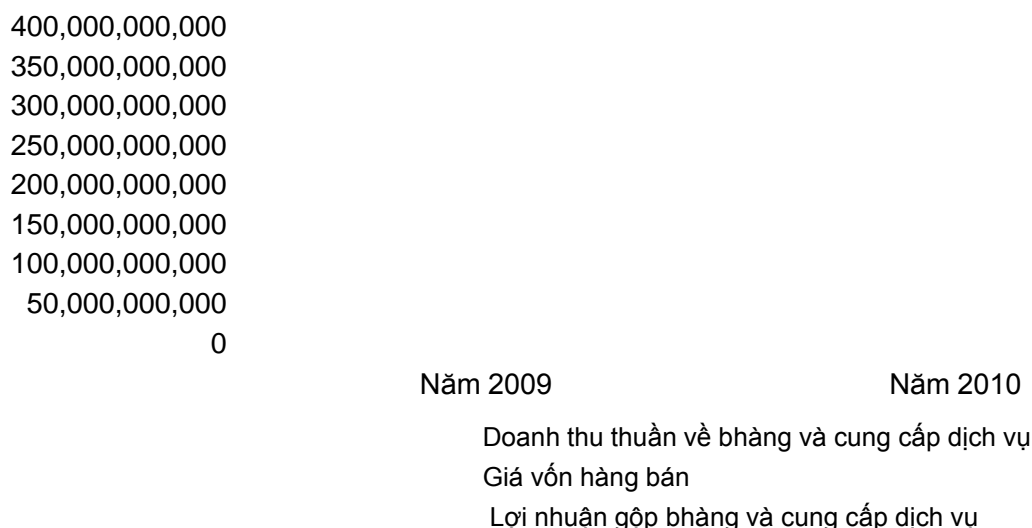 400,000,000,000
350,000,000,000
300,000,000,000
250,000,000,000
200,000,000,000
150,000,000,000
100,000,000,000
50,000,000,000
0
Năm 2009 Năm 2010
Doanh thu thuần về bhàng và cung cấp dịch vụ
Giá vốn hàng bán
Lợi nhuận gộp bhàng và cung cấp dịch vụ